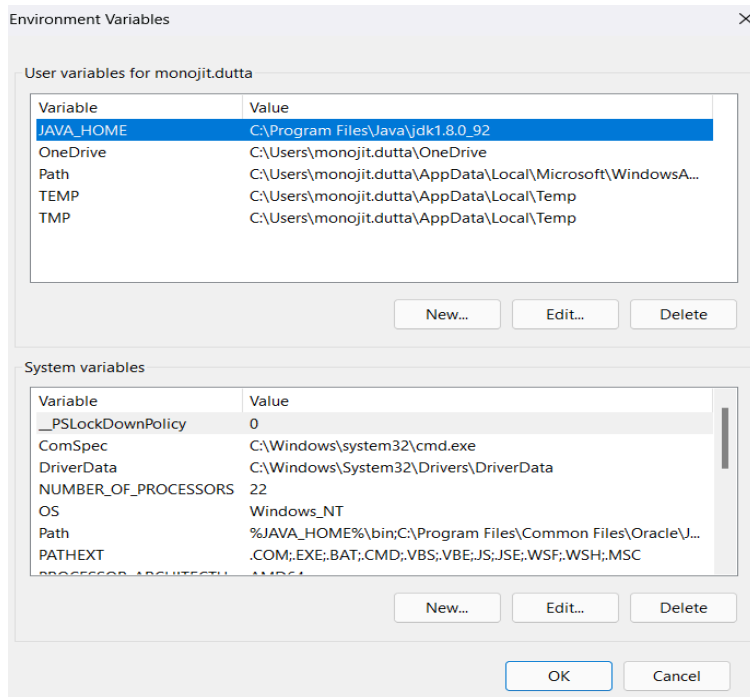 Environment Variables
User variables for monojit.dutta
Variable Value
JAVA_HOME C:\Program Files\Java\jdk1.8.0_92
OneDrive C:\Users\monojit.dutta\OneDrive
Path C:\Users\monojit.dutta\AppData\Local\Microsoft\WindowsA...
TEMP C:\Users\monojit.dutta\AppData\Local\Temp
TMP C:\Users\monojit.dutta\AppData\Local\Temp
New... Edit... Delete
System variables
Variable Value
__PSLockDownPolicy 0
ComSpec C:\Windows\system32\cmd.exe
DriverData C:\Windows\System32\Drivers\DriverData
NUMBER_OF_PROCESSORS 22
OS Windows_NT
Path %JAVA_HOME%\bin;C:\Program Files\Common Files\Oracle\J...
PATHEXT .COM;.EXE;.BAT;.CMD;.VBS;.VBE;.JS;.JSE;.WSF;.WSH;.MSC
New... Edit... Delete
OK Cancel